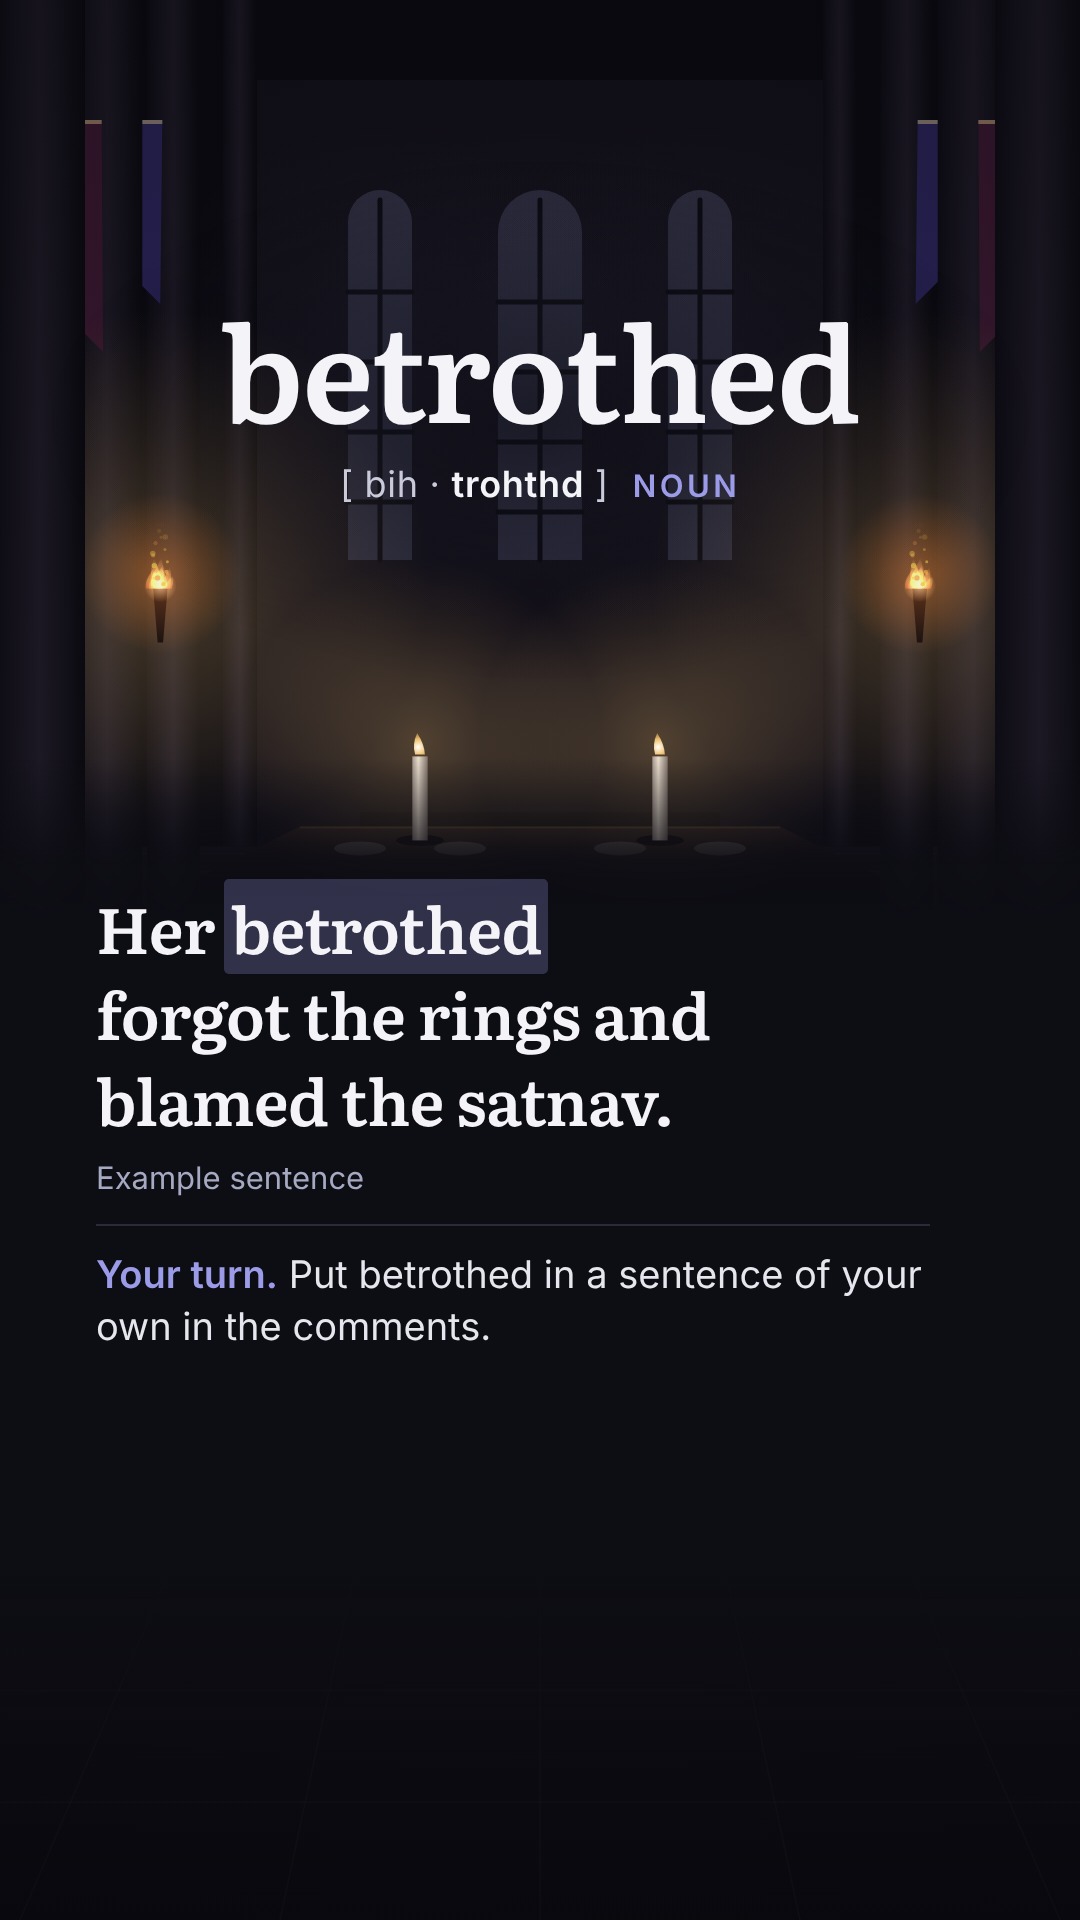 betrothed
[ bih · trohthd ] NOUN
Her betrothed
forgot the rings and
blamed the satnav.
Example sentence
Your turn. Put betrothed in a sentence of your
own in the comments.